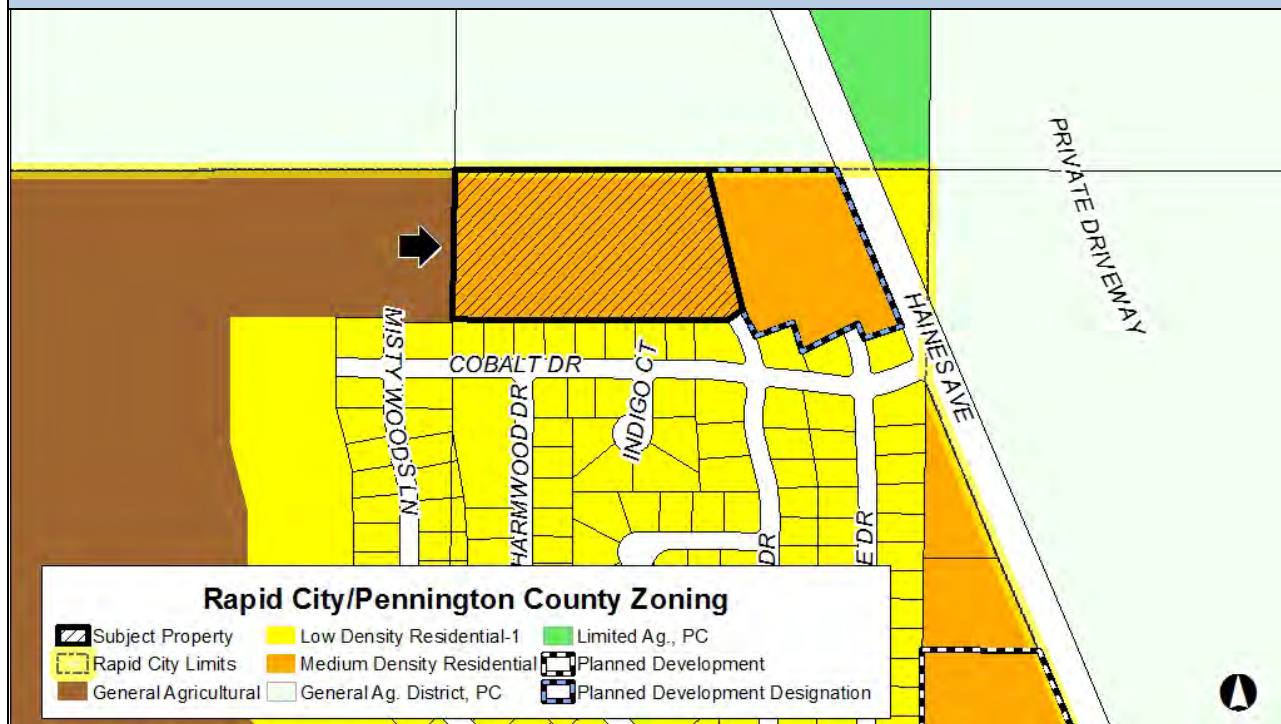 PRIVATE DRIVEWAY
HAINES AVE
MISTY WOODS LN
COBALT DR
HARMWOOD DR
INDIGO CT
DR
E DR
Rapid City/Pennington County Zoning
Subject Property
Low Density Residential-1
Limited Ag., PC
Rapid City Limits
Medium Density Residential
Planned Development
General Agricultural
General Ag. District, PC
Planned Development Designation